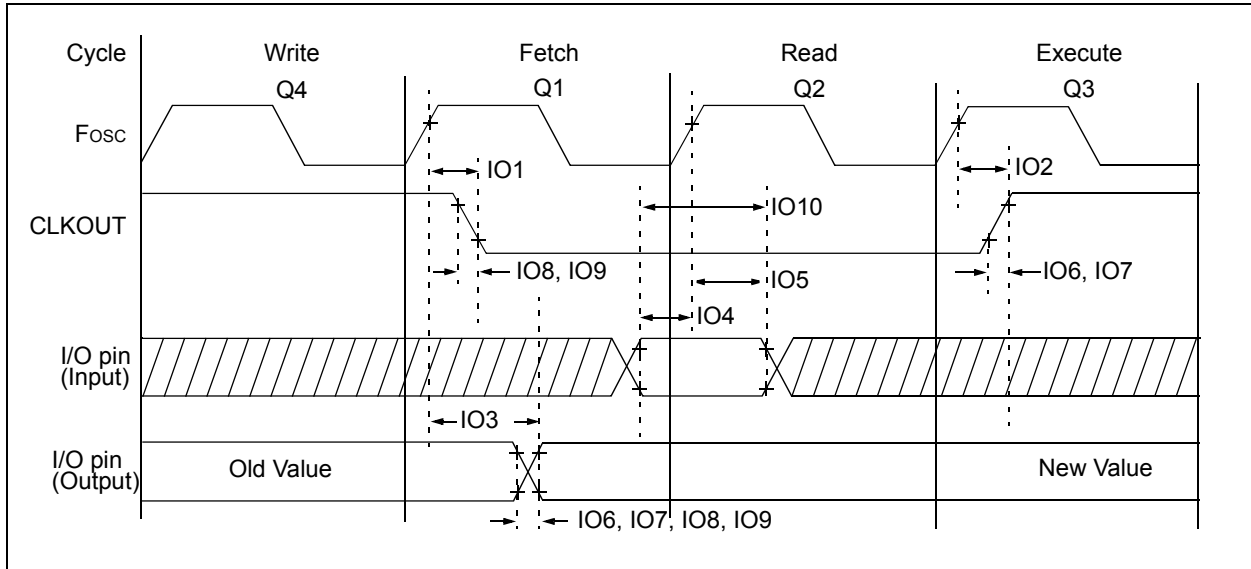 Cycle Write Fetch Read Execute
Q4 Q1 Q2 Q3
Fosc
IO1 IO2
IO10
CLKOUT
IO8, IO9 IO5 IO6, IO7
IO4
I/O pin
(Input)
IO3
I/O pin
(Output)
Old Value New Value
IO6, IO7, IO8, IO9